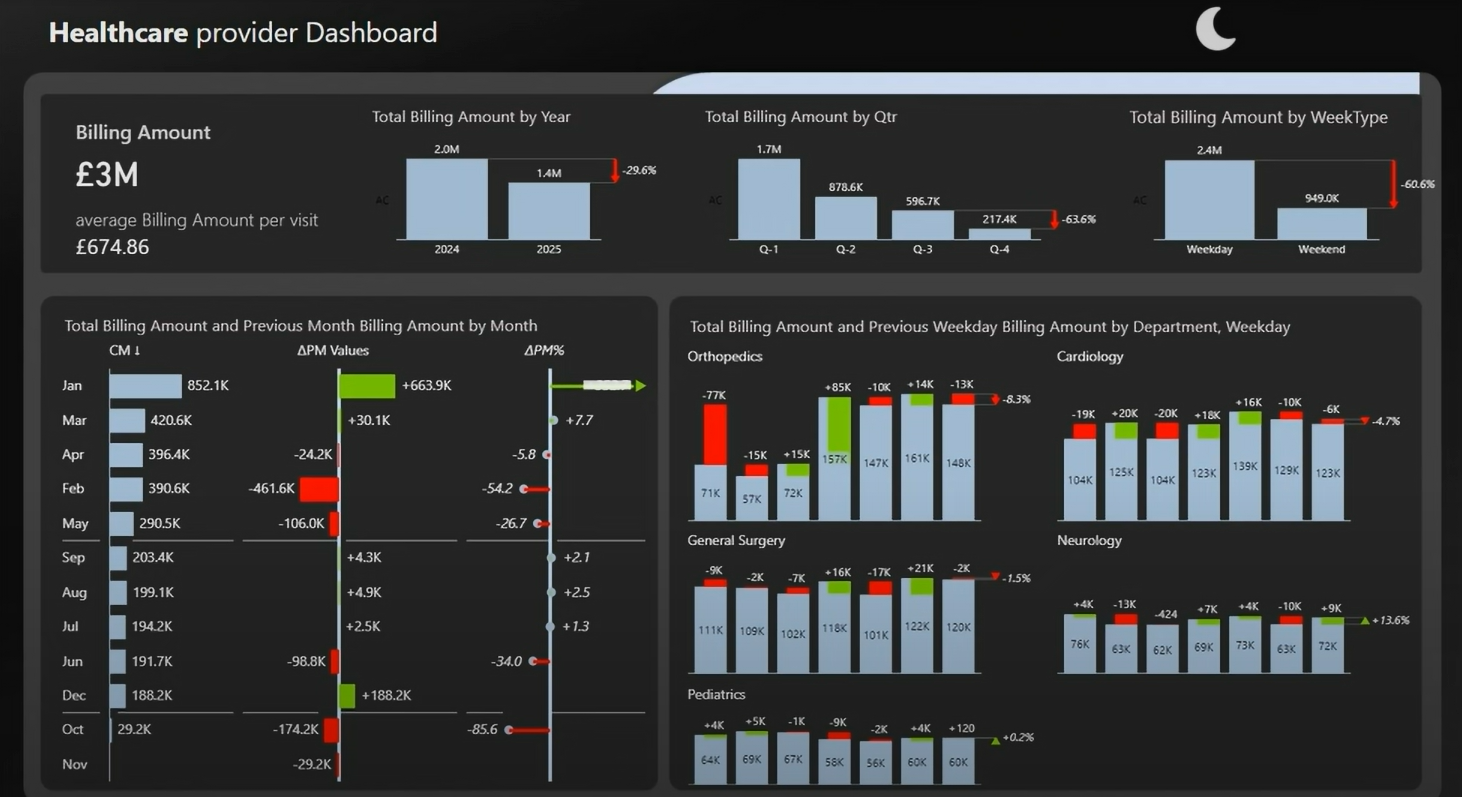 Healthcare provider Dashboard
Billing Amount
£3M
average Billing Amount per visit
£674.86
Total Billing Amount by Year
AC
2.0M
1.4M
-29.6%
2024 2025
Total Billing Amount by Qtr
AC
1.7M
878.6K
596.7K
217.4K
-63.6%
Q-1 Q-2 Q-3 Q-4
Total Billing Amount by WeekType
AC
2.4M
949.0K
-60.6%
Weekday Weekend
Total Billing Amount and Previous Month Billing Amount by Month
CM ↓ ΔPM Values ΔPM%
Jan 852.1K +663.9K
Mar 420.6K +30.1K +7.7
Apr 396.4K -24.2K -5.8
Feb 390.6K -461.6K -54.2
May 290.5K -106.0K -26.7
Sep 203.4K +4.3K +2.1
Aug 199.1K +4.9K +2.5
Jul 194.2K +2.5K +1.3
Jun 191.7K -98.8K -34.0
Dec 188.2K +188.2K
Oct 29.2K -174.2K -85.6
Nov -29.2K
Total Billing Amount and Previous Weekday Billing Amount by Department, Weekday
Orthopedics
-77K -15K +15K +85K -10K +14K -13K -8.3%
71K 57K 72K 157K 147K 161K 148K
Cardiology
-19K +20K -20K +18K +16K -10K -6K -4.7%
104K 125K 104K 123K 139K 129K 123K
General Surgery
-9K -2K -7K +16K -17K +21K -2K -1.5%
111K 109K 102K 118K 101K 122K 120K
Neurology
+4K -13K -424 +7K +4K -10K +9K +13.6%
76K 63K 62K 69K 73K 63K 72K
Pediatrics
+4K +5K -1K -9K -2K +4K +120 +0.2%
64K 69K 67K 58K 56K 60K 60K